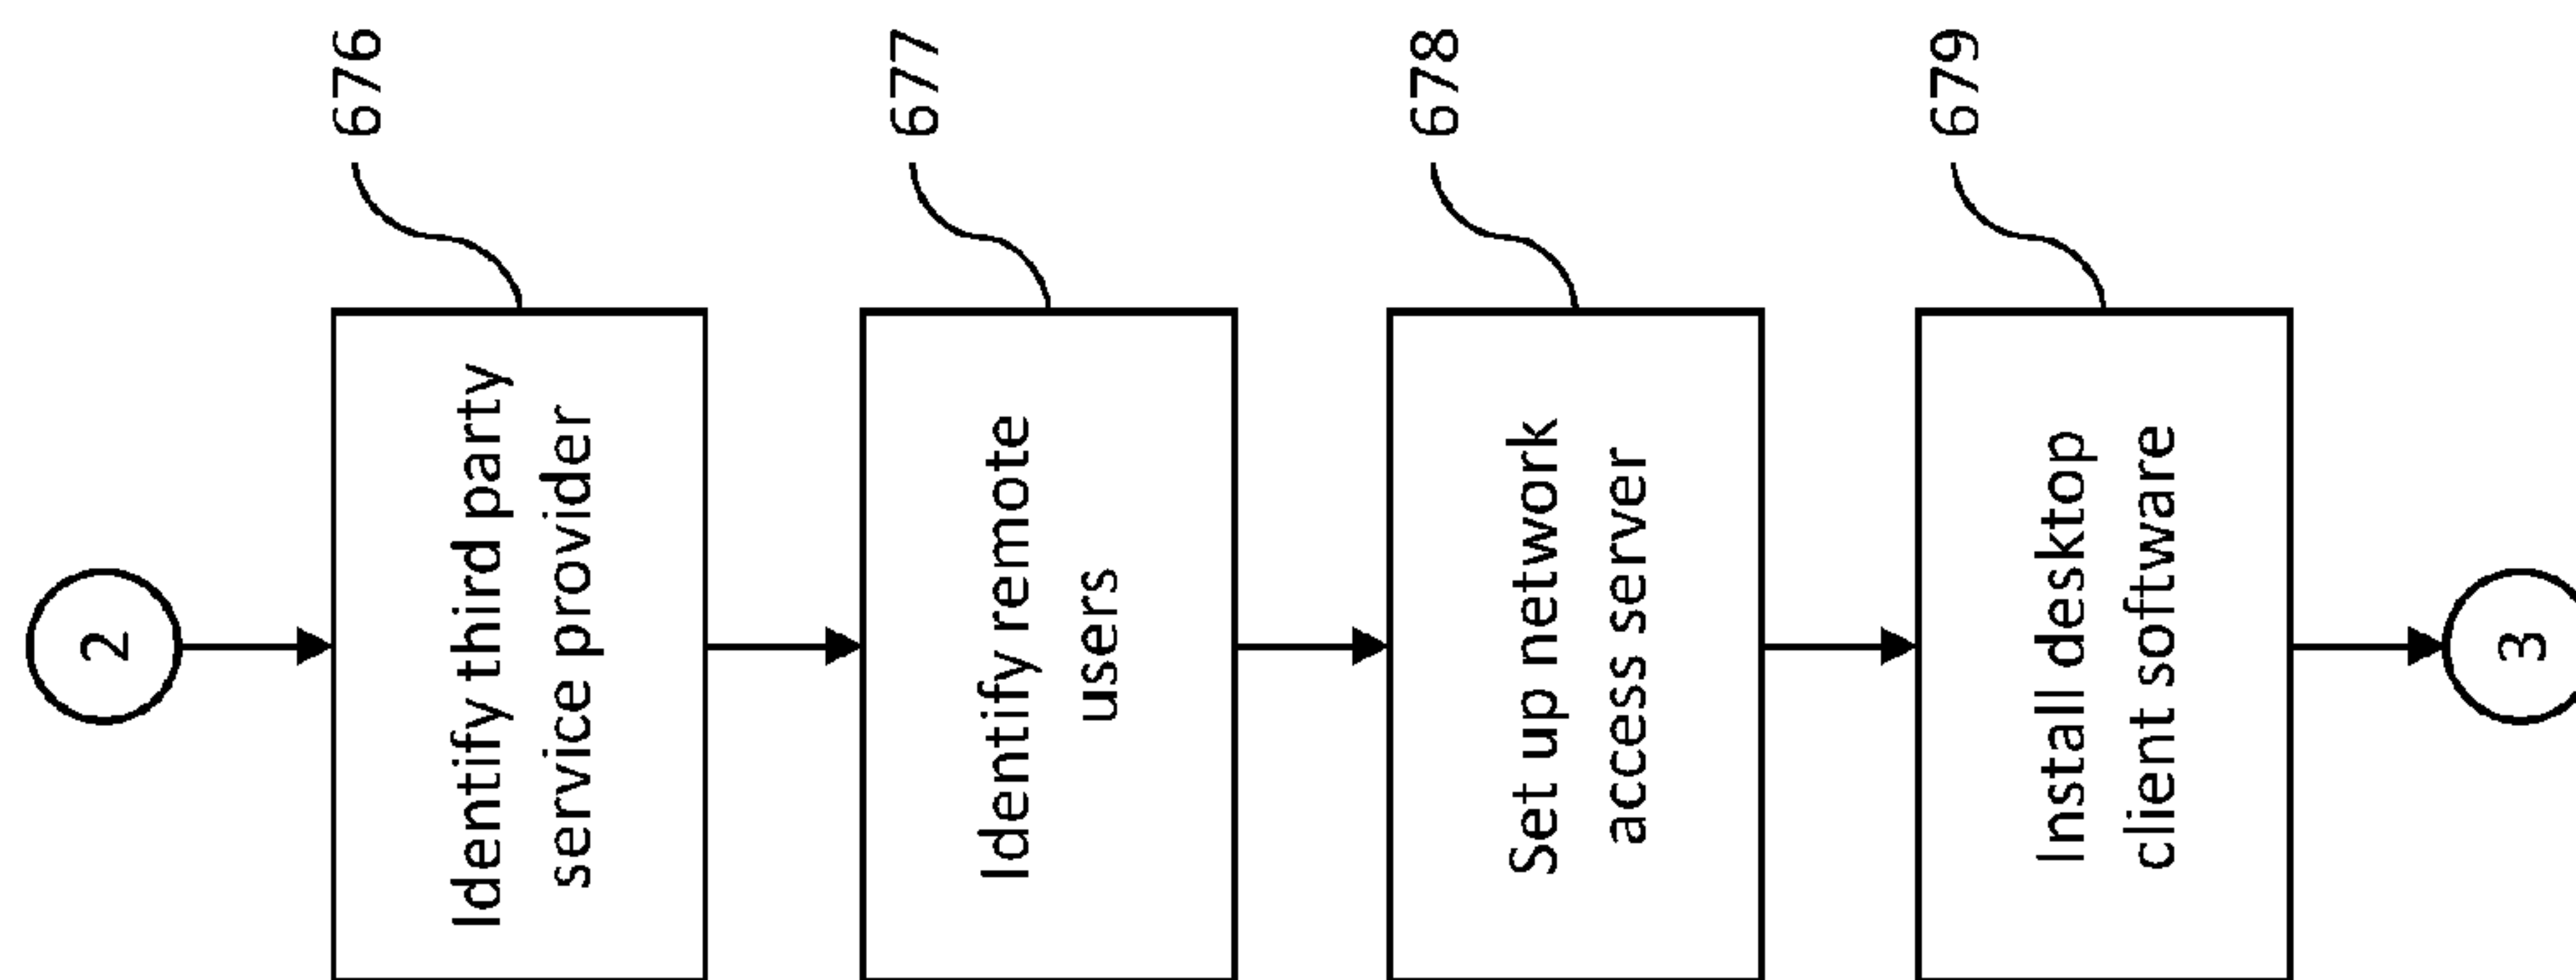 2
676
Identify third party
service provider
677
Identify remote
users
678
Set up network
access server
679
Install desktop
client software
3